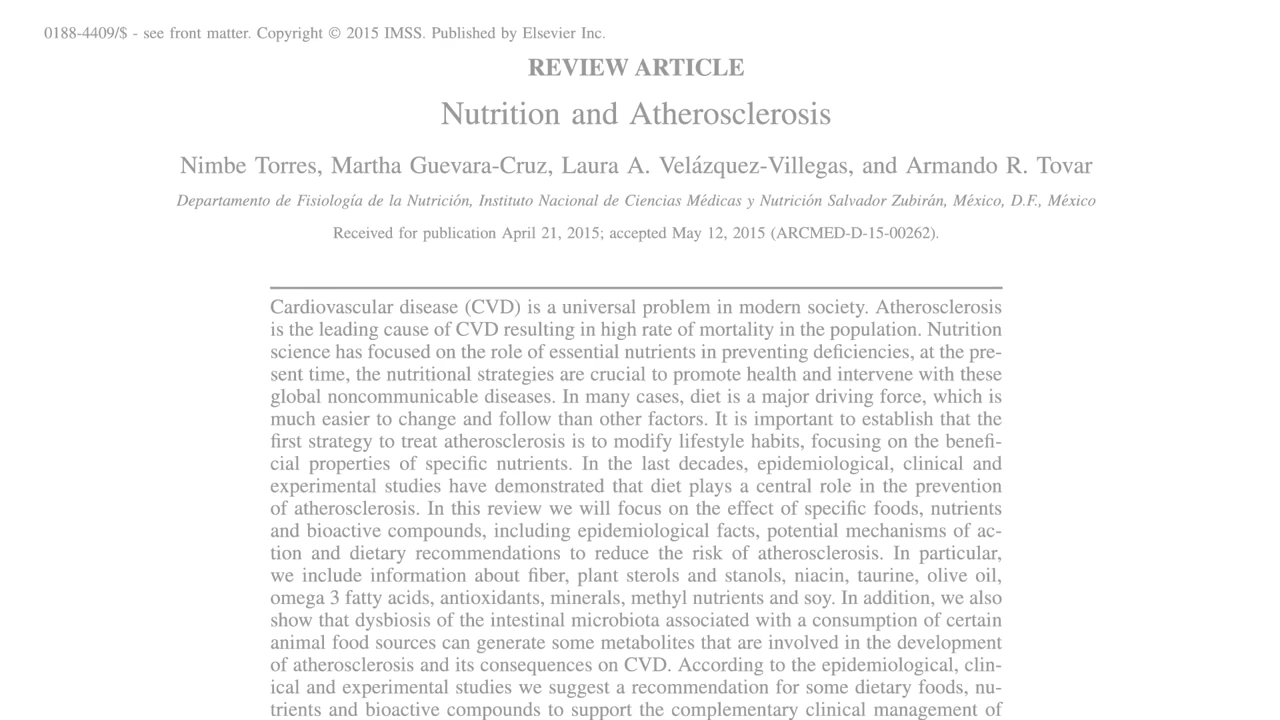 0188-4409/$ - see front matter. Copyright © 2015 IMSS. Published by Elsevier Inc.
REVIEW ARTICLE
Nutrition and Atherosclerosis
Nimbe Torres, Martha Guevara-Cruz, Laura A. Velázquez-Villegas, and Armando R. Tovar
Departamento de Fisiología de la Nutrición, Instituto Nacional de Ciencias Médicas y Nutrición Salvador Zubirán, México, D.F., México
Received for publication April 21, 2015; accepted May 12, 2015 (ARCMED-D-15-00262).
Cardiovascular disease (CVD) is a universal problem in modern society. Atherosclerosis
is the leading cause of CVD resulting in high rate of mortality in the population. Nutrition
science has focused on the role of essential nutrients in preventing deficiencies, at the pre-
sent time, the nutritional strategies are crucial to promote health and intervene with these
global noncommunicable diseases. In many cases, diet is a major driving force, which is
much easier to change and follow than other factors. It is important to establish that the
first strategy to treat atherosclerosis is to modify lifestyle habits, focusing on the benefi-
cial properties of specific nutrients. In the last decades, epidemiological, clinical and
experimental studies have demonstrated that diet plays a central role in the prevention
of atherosclerosis. In this review we will focus on the effect of specific foods, nutrients
and bioactive compounds, including epidemiological facts, potential mechanisms of ac-
tion and dietary recommendations to reduce the risk of atherosclerosis. In particular,
we include information about fiber, plant sterols and stanols, niacin, taurine, olive oil,
omega 3 fatty acids, antioxidants, minerals, methyl nutrients and soy. In addition, we also
show that dysbiosis of the intestinal microbiota associated with a consumption of certain
animal food sources can generate some metabolites that are involved in the development
of atherosclerosis and its consequences on CVD. According to the epidemiological, clin-
ical and experimental studies we suggest a recommendation for some dietary foods, nu-
trients and bioactive compounds to support the complementary clinical management of